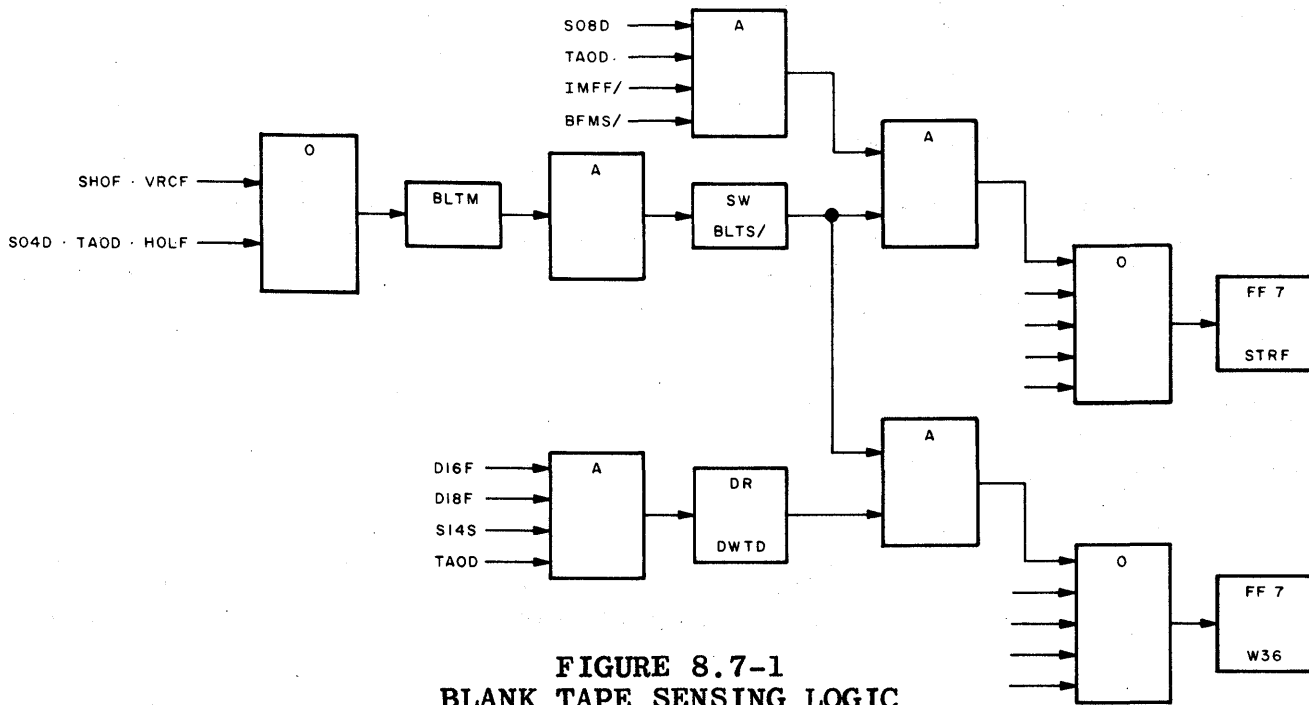 S08D
TAOD.
IMFF/
BFMS/
A
O
SHOF · VRCF
S04D · TAOD · HOLF
BLTM
A
SW
BLTS/
A
O
FF 7
STRF
D16F
D18F
S14S
TAOD
A
DR
DWTD
A
O
FF 7
W36
FIGURE 8.7-1
BLANK TAPE SENSING LOGIC